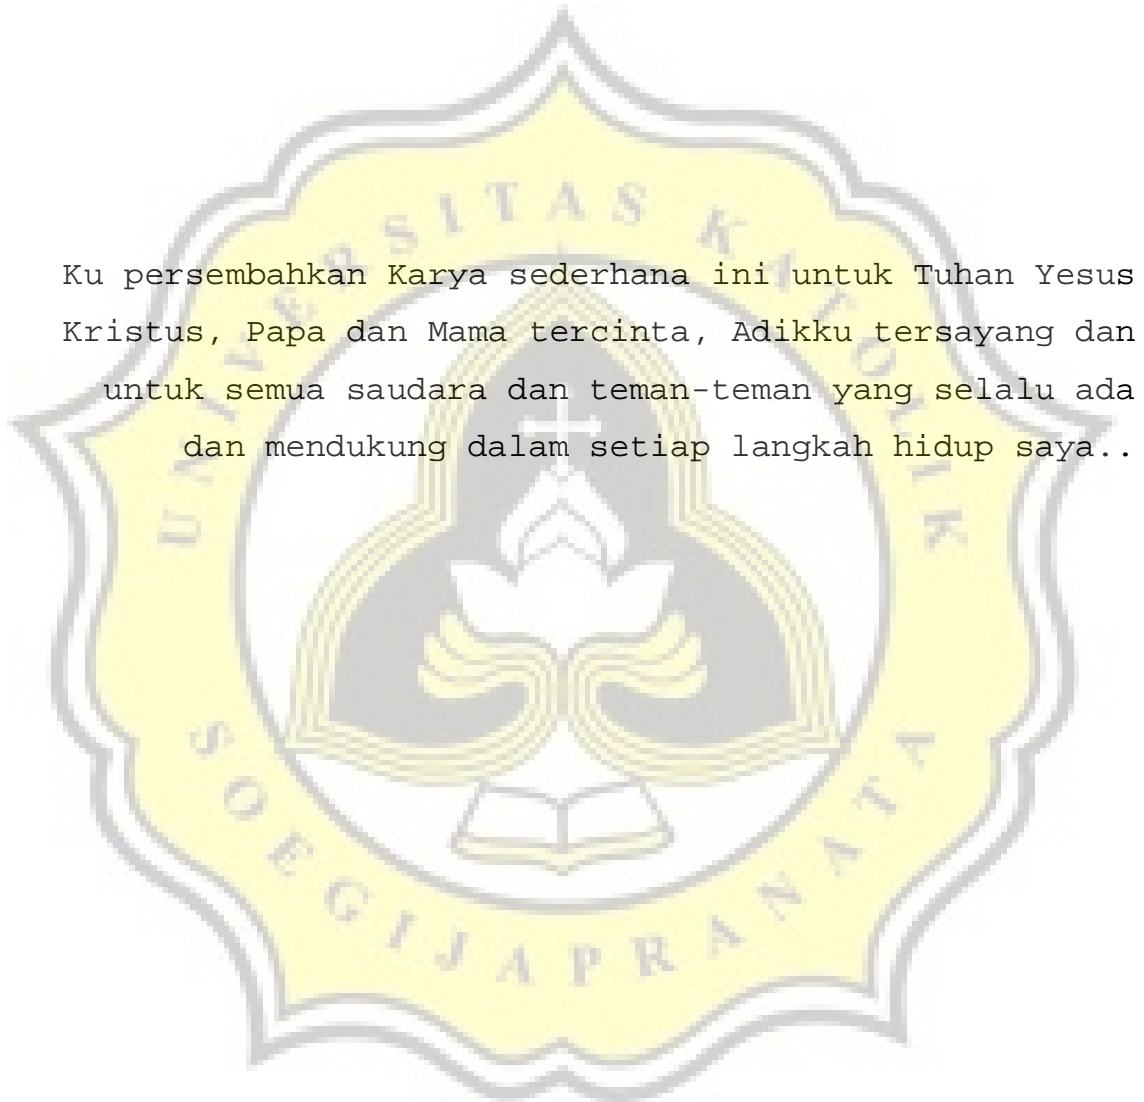 UNIVERSITAS KATOLIK
Ku persembahkan Karya sederhana ini untuk Tuhan Yesus
Kristus, Papa dan Mama tercinta, Adikku tersayang dan
untuk semua saudara dan teman-teman yang selalu ada
dan mendukung dalam setiap langkah hidup saya..
SOEGIJAPRANATA